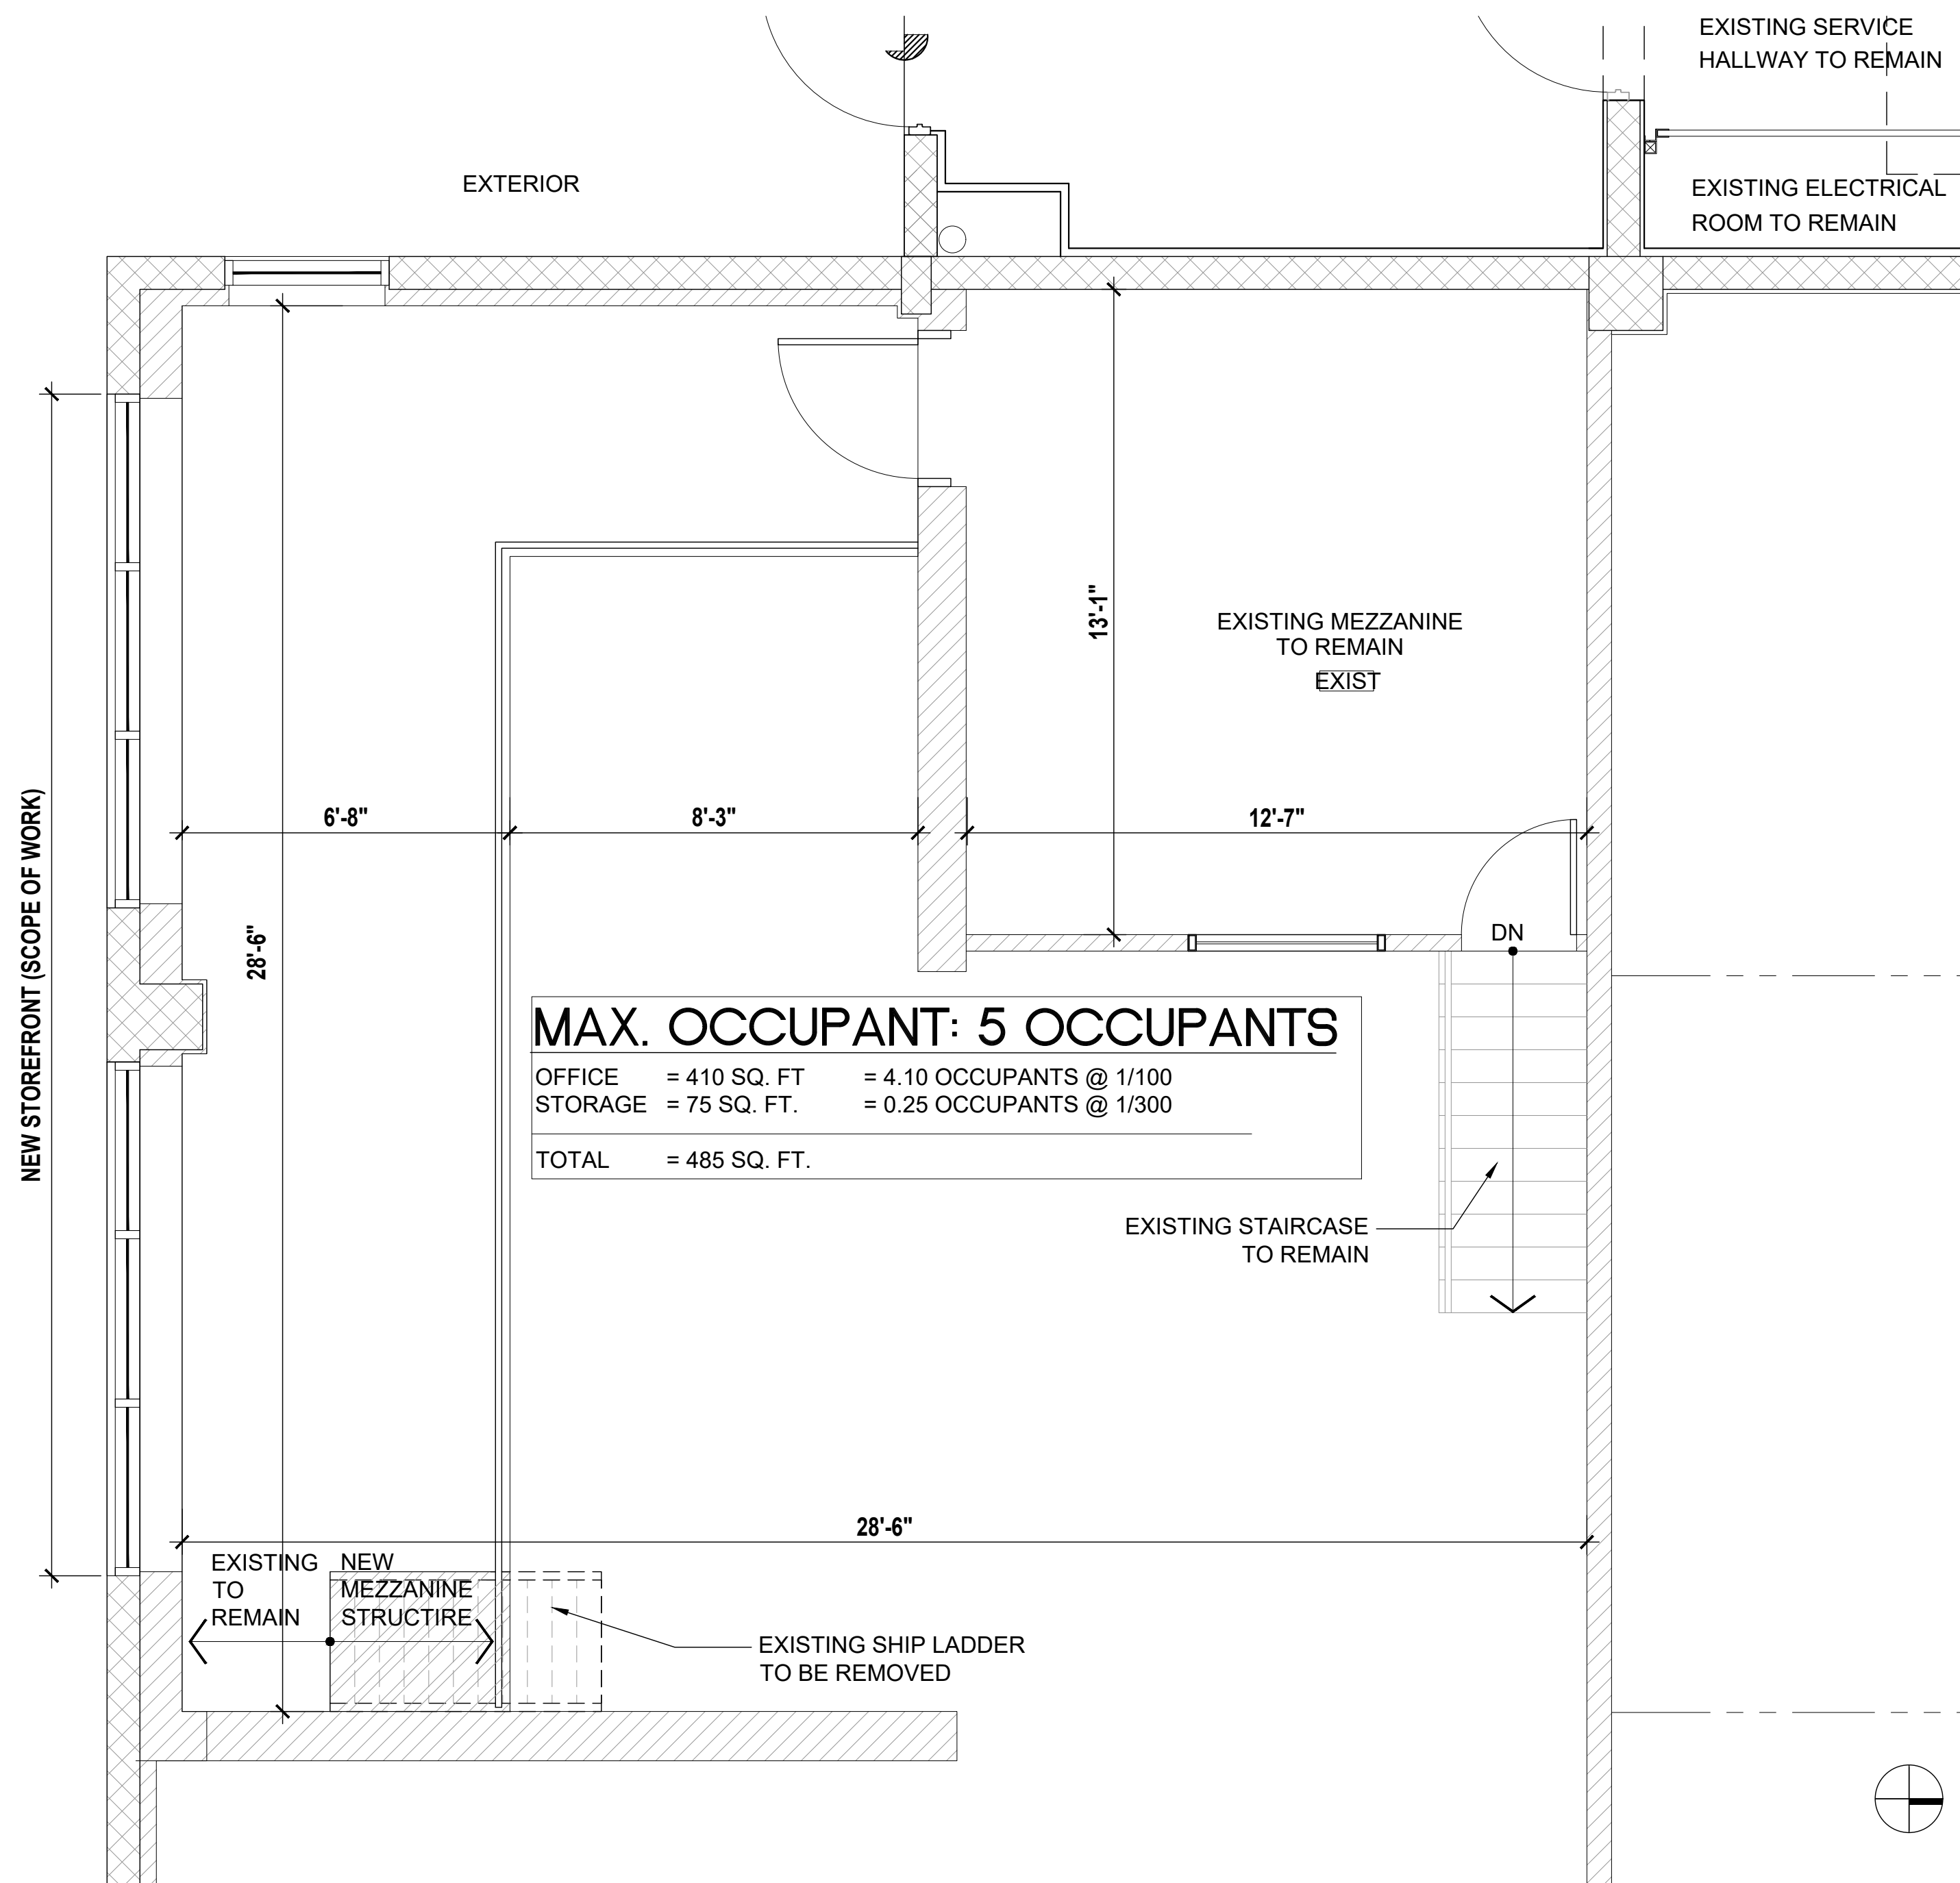 EXISTING SERVICE
HALLWAY TO REMAIN
EXTERIOR
EXISTING ELECTRICAL
ROOM TO REMAIN
13'-1"
EXISTING MEZZANINE
TO REMAIN
EXIST
6'-8"
8'-3"
12'-7"
NEW STOREFRONT (SCOPE OF WORK)
28'-6"
DN
MAX. OCCUPANT: 5 OCCUPANTS
OFFICE = 410 SQ. FT = 4.10 OCCUPANTS @ 1/100
STORAGE = 75 SQ. FT. = 0.25 OCCUPANTS @ 1/300
TOTAL = 485 SQ. FT.
EXISTING STAIRCASE
TO REMAIN
28'-6"
EXISTING
TO
REMAIN
NEW
MEZZANINE
STRUCTIRE
EXISTING SHIP LADDER
TO BE REMOVED